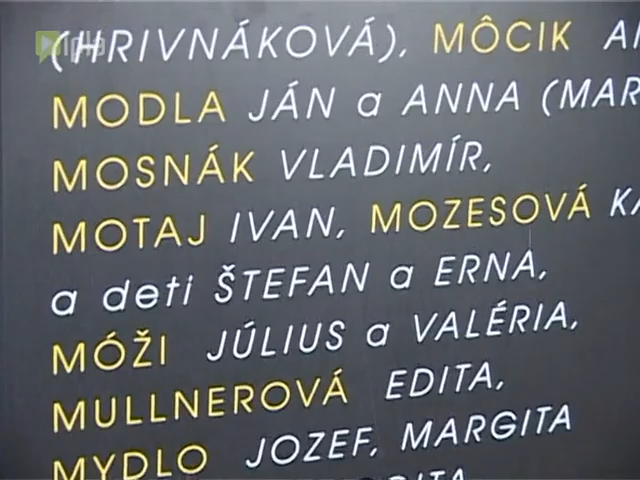 (HRIVNÁKOVÁ), MÔCIK
MODLA JÁN a ANNA (MAR
MOSNÁK VLADIMÍR,
MOTAJ IVAN, MOZESOVÁ
a deti ŠTEFAN a ERNA,
MÓŽI JÚLIUS a VALÉRIA,
MULLNEROVÁ EDITA,
MYDLO JOZEF, MARGITA